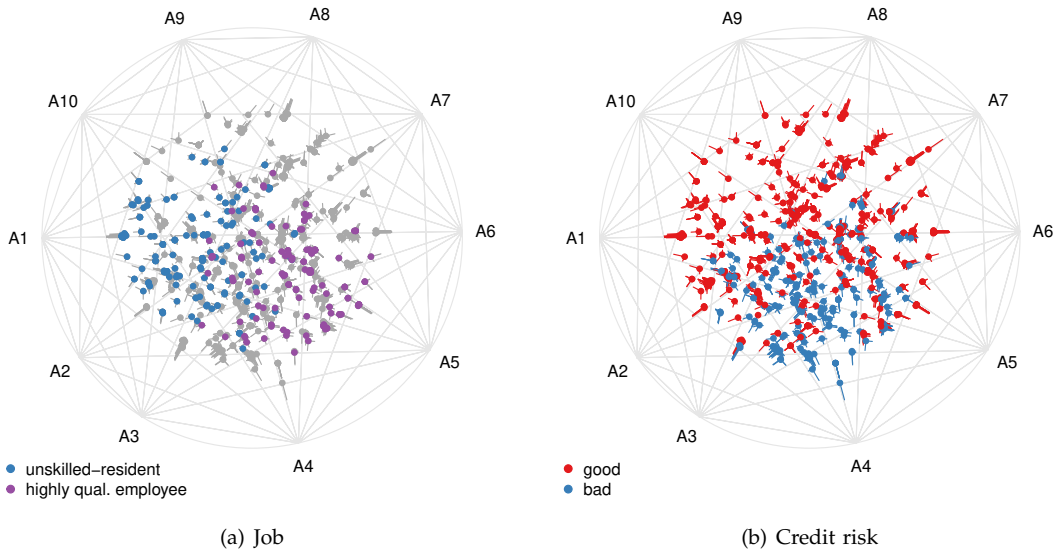 A9
A8
A10
A7
A1
A6
A2
A5
A3
A4
unskilled−resident
highly qual. employee
(a) Job
A9
A8
A10
A7
A1
A6
A2
A5
A3
A4
good
bad
(b) Credit risk